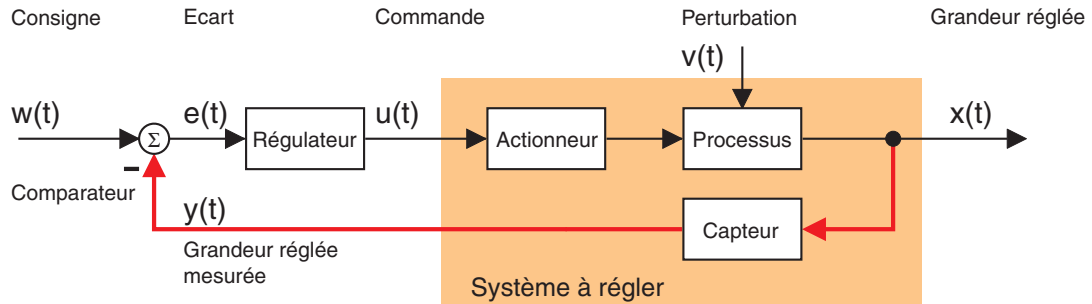 Consigne
Ecart
Commande
Perturbation
Grandeur réglée
v(t)
w(t)
e(t)
u(t)
x(t)
Σ
Régulateur
Actionneur
Processus
−
Comparateur
y(t)
Capteur
Grandeur réglée
mesurée
Système à régler